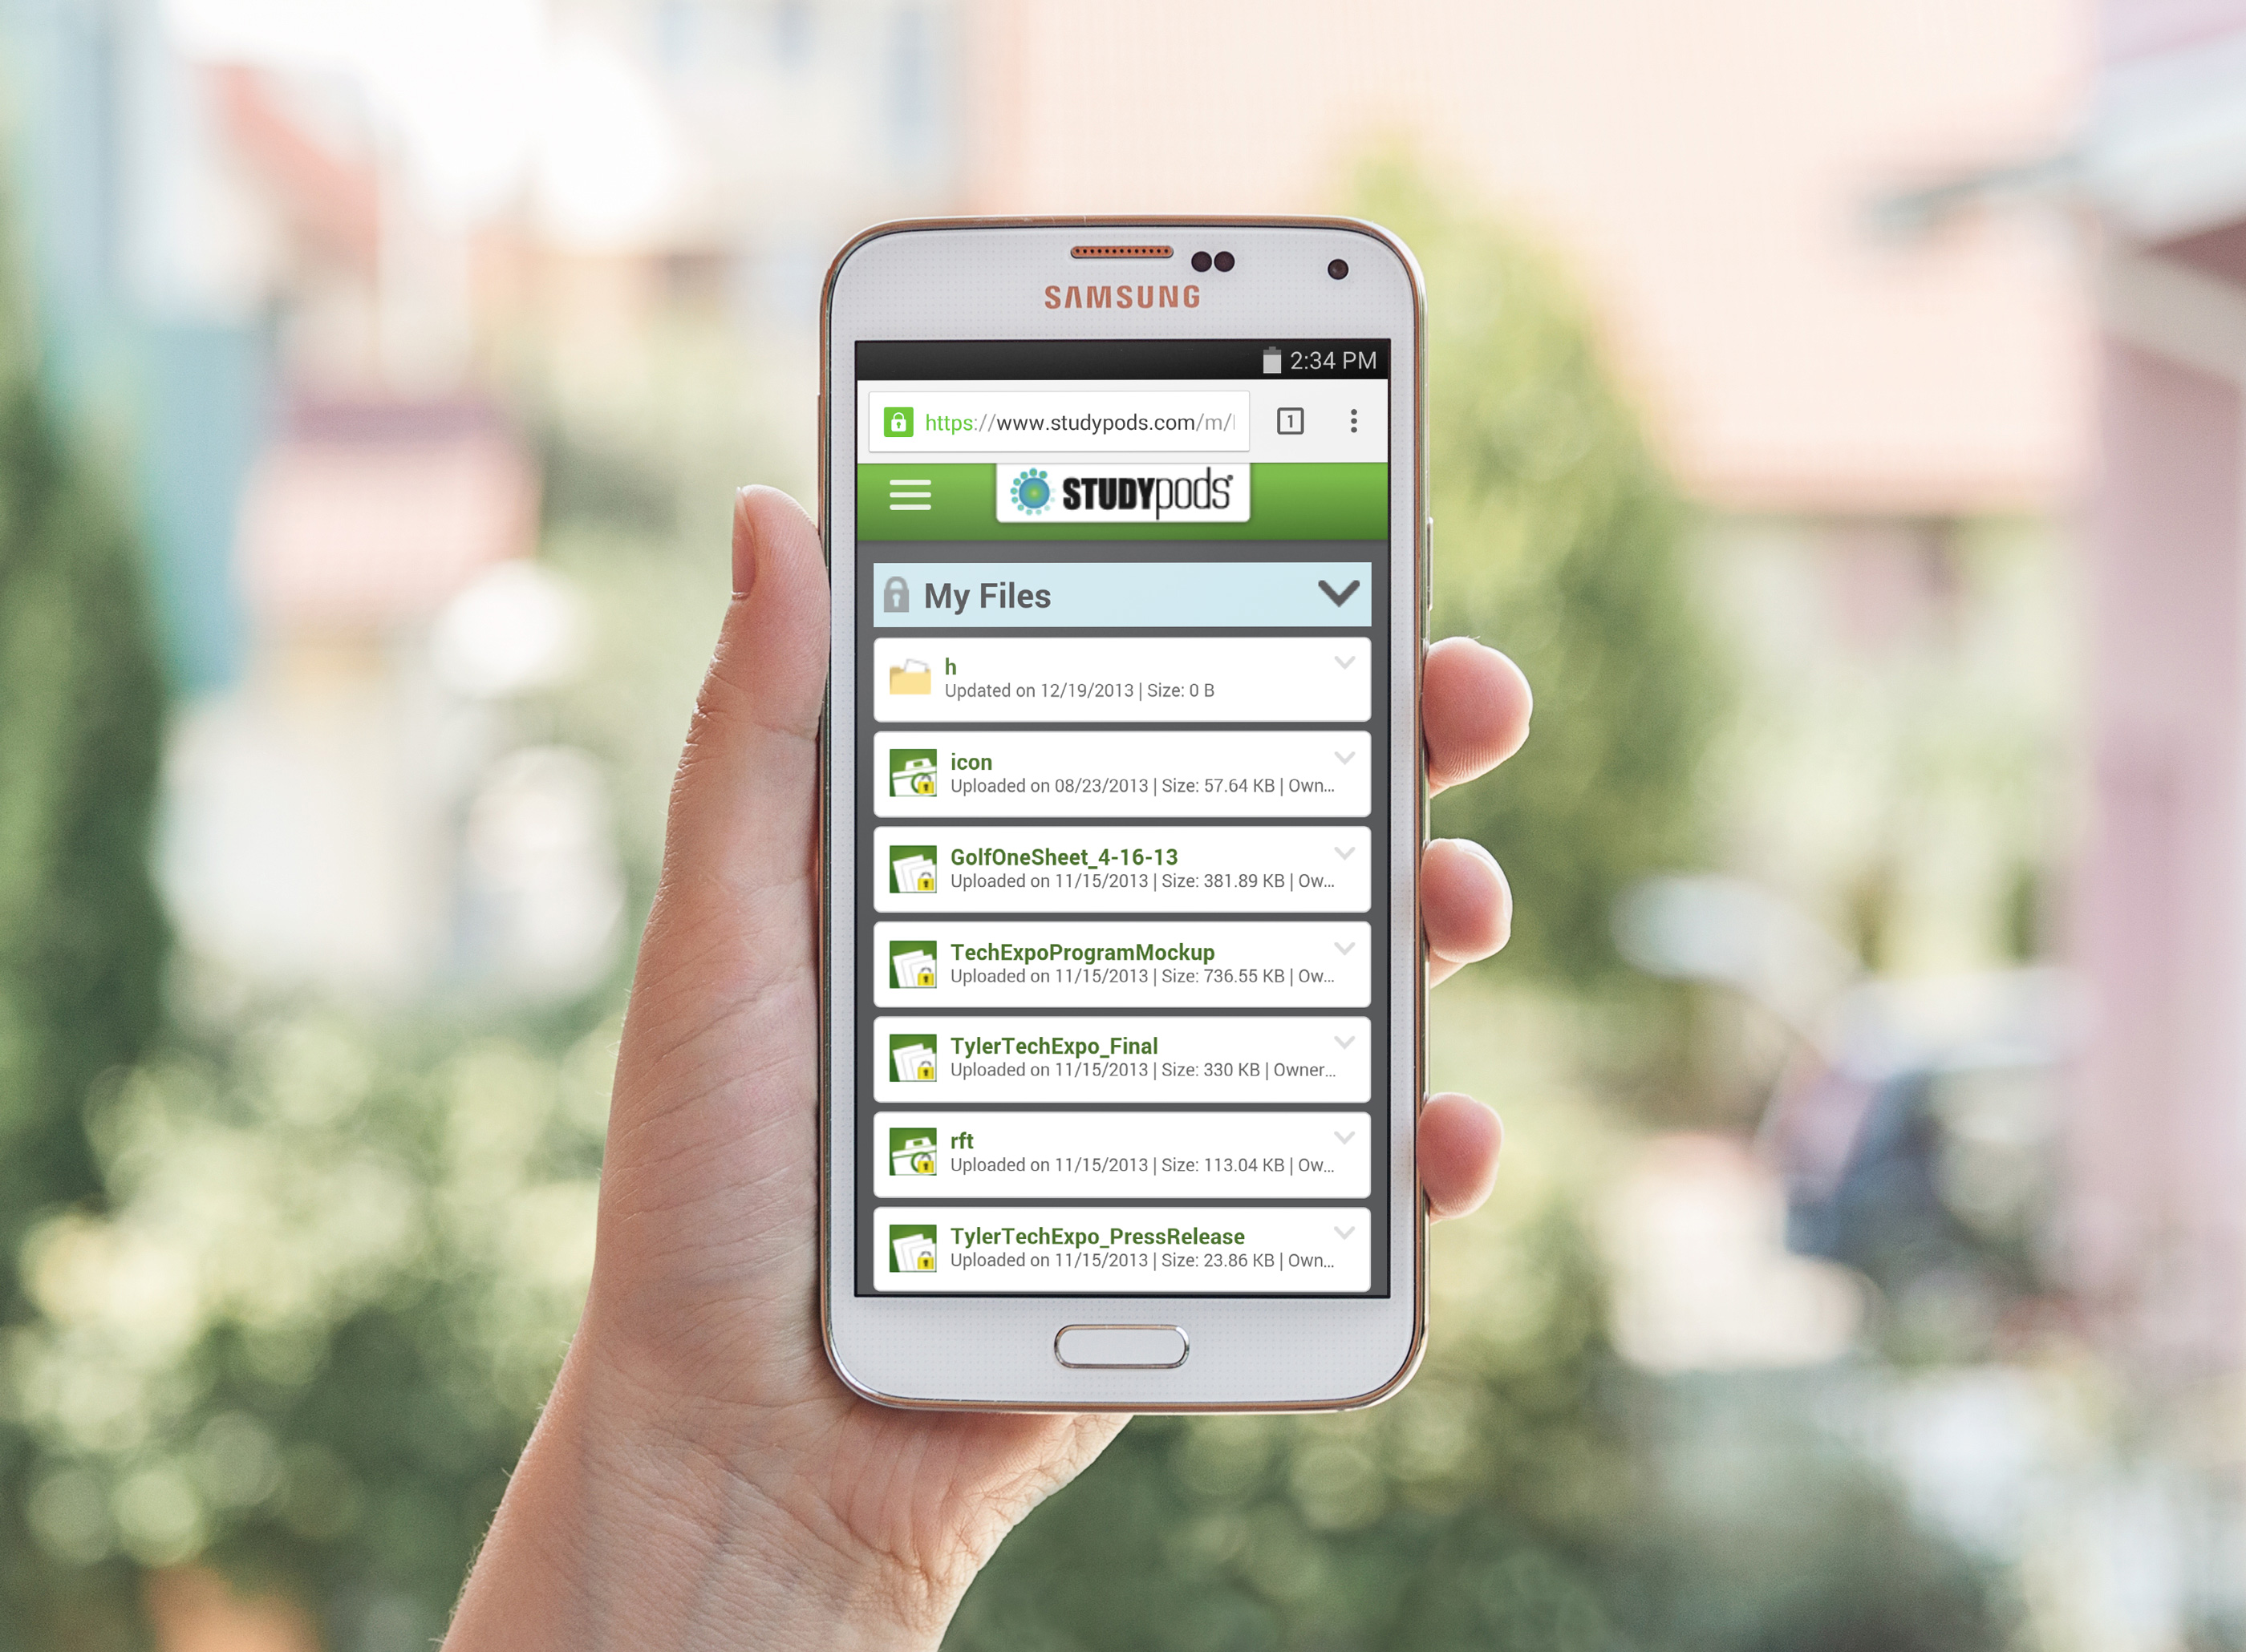 SAMSUNG
2:34 PM
https://www.studypods.com/m/
1
STUDYpods®
My Files
h
Updated on 12/19/2013 | Size: 0 B
icon
Uploaded on 08/23/2013 | Size: 57.64 KB | Own...
GolfOneSheet_4-16-13
Uploaded on 11/15/2013 | Size: 381.89 KB | Ow...
TechExpoProgramMockup
Uploaded on 11/15/2013 | Size: 736.55 KB | Ow...
TylerTechExpo_Final
Uploaded on 11/15/2013 | Size: 330 KB | Owner...
rft
Uploaded on 11/15/2013 | Size: 113.04 KB | Ow...
TylerTechExpo_PressRelease
Uploaded on 11/15/2013 | Size: 23.86 KB | Own...